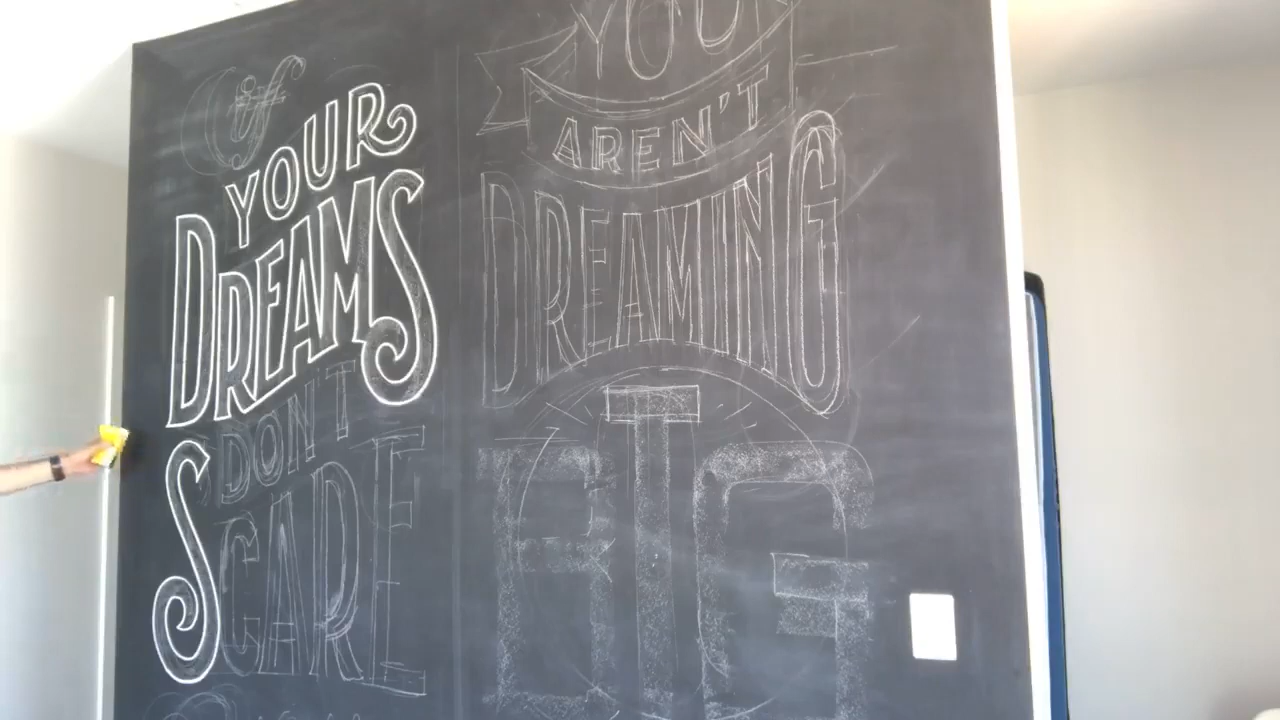 if
YOUR
DREAMS
DON'T
SCARE
YOU
AREN'T
DREAMING
BIG